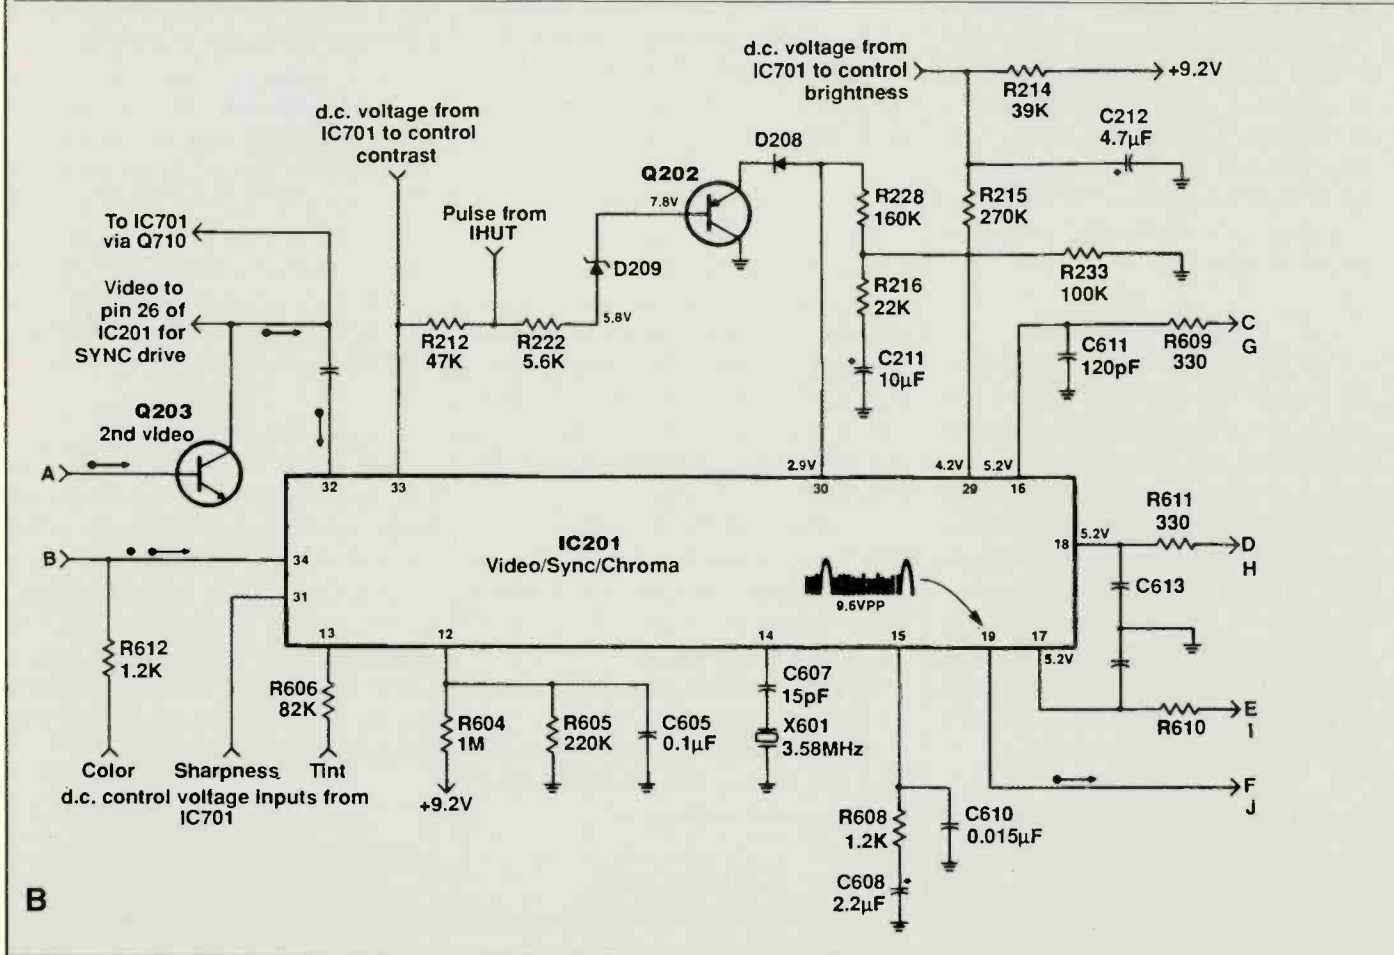 d.c. voltage from
IC701 to control
brightness
+9.2V
R214
39K
C212
4.7µF
d.c. voltage from
IC701 to control
contrast
D208
Q202
7.8V
R228
160K
R215
270K
To IC701
via Q710
Pulse from
IHUT
D209
R233
100K
Video to
pin 26 of
IC201 for
SYNC drive
R216
22K
5.8V
R212
47K
R222
5.6K
C211
10µF
C611
120pF
R609
330
C
G
Q203
2nd video
A
2.9V
4.2V
5.2V
32
33
30
29
16
R611
330
B
34
IC201
Video/Sync/Chroma
18
5.2V
D
H
31
9.6VPP
C613
13
12
14
15
19
17
5.2V
R612
1.2K
R606
82K
R604
1M
R605
220K
C605
0.1µF
C607
15pF
X601
3.58MHz
R610
E
I
Color
Sharpness
Tint
d.c. control voltage inputs from
IC701
+9.2V
F
J
R608
1.2K
C610
0.015µF
C608
2.2µF
B